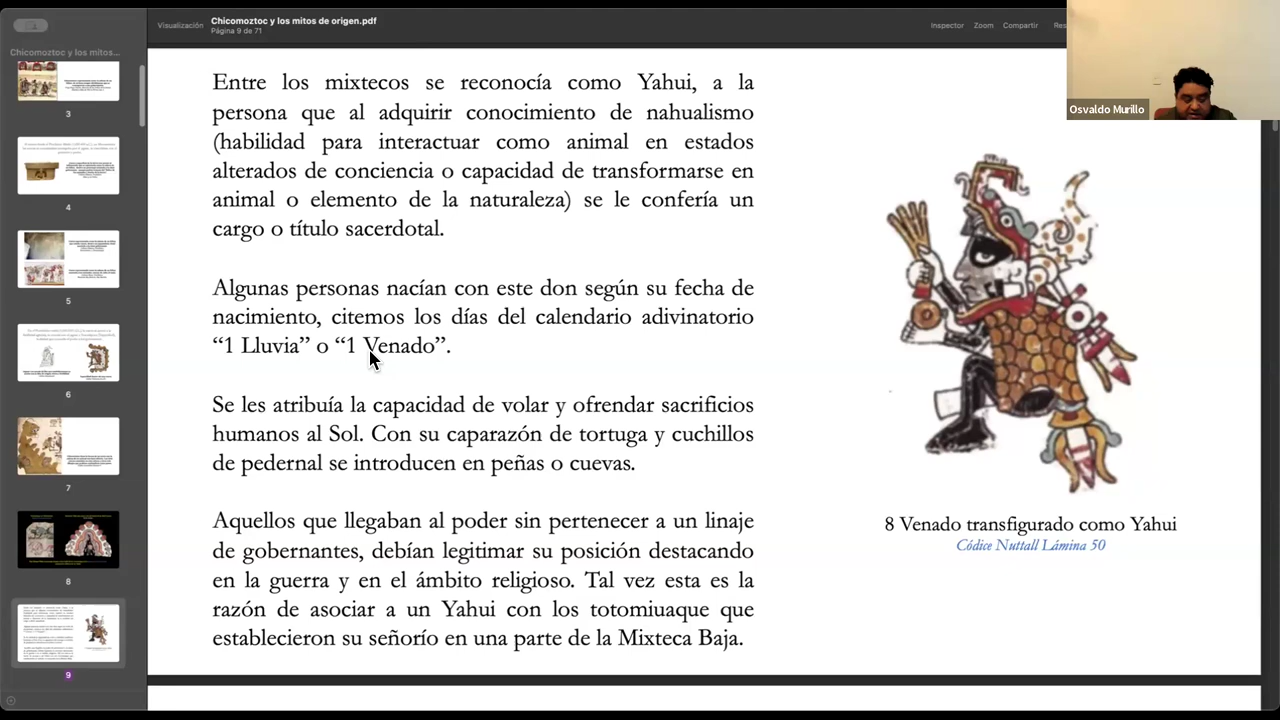 Visualización
Chicomoztoc y los mitos de origen.pdf
Página 9 de 71
Inspector
Zoom
Compartir
Chicomoztoc y los mitos...
3
4
5
6
7
8
9
Osvaldo Murillo
Entre los mixtecos se reconocía como Yahui, a la
persona que al adquirir conocimiento de nahualismo
(habilidad para interactuar como animal en estados
alterados de conciencia o capacidad de transformarse en
animal o elemento de la naturaleza) se le confería un
cargo o título sacerdotal.
Algunas personas nacían con este don según su fecha de
nacimiento, citemos los días del calendario adivinatorio
“1 Lluvia” o “1 Venado”.
Se les atribuía la capacidad de volar y ofrendar sacrificios
humanos al Sol. Con su caparazón de tortuga y cuchillos
de pedernal se introducen en peñas o cuevas.
Aquellos que llegaban al poder sin pertenecer a un linaje
de gobernantes, debían legitimar su posición destacando
en la guerra y en el ámbito religioso. Tal vez esta es la
razón de asociar a un Yahui con los totomiuaque que
establecieron su señorío en una parte de la Mixteca Baja.
8 Venado transfigurado como Yahui
Códice Nuttall Lámina 50